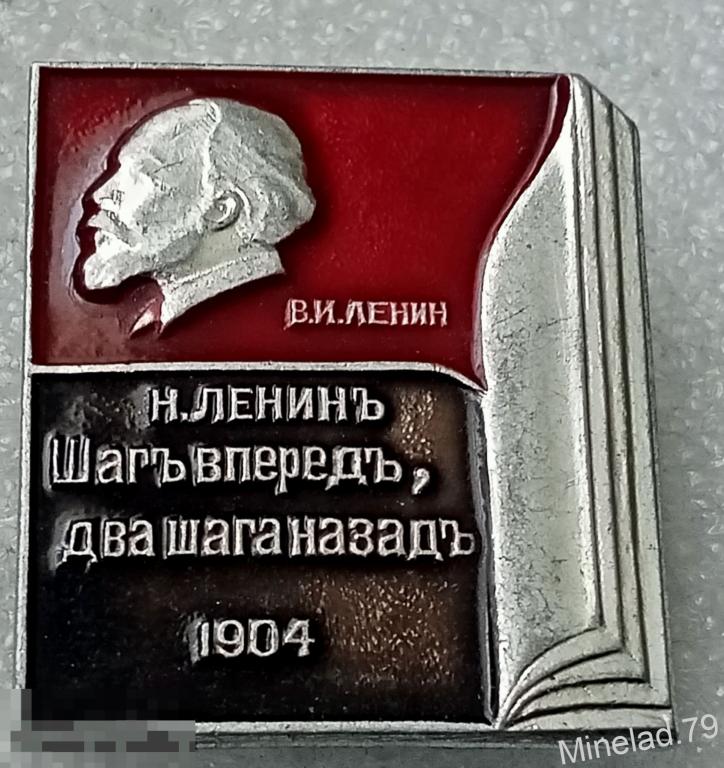 В.И.ЛЕНИН
Н.ЛЕНИНЪ
Шагъ впередъ,
два шага назадъ
1904
Minelad.79